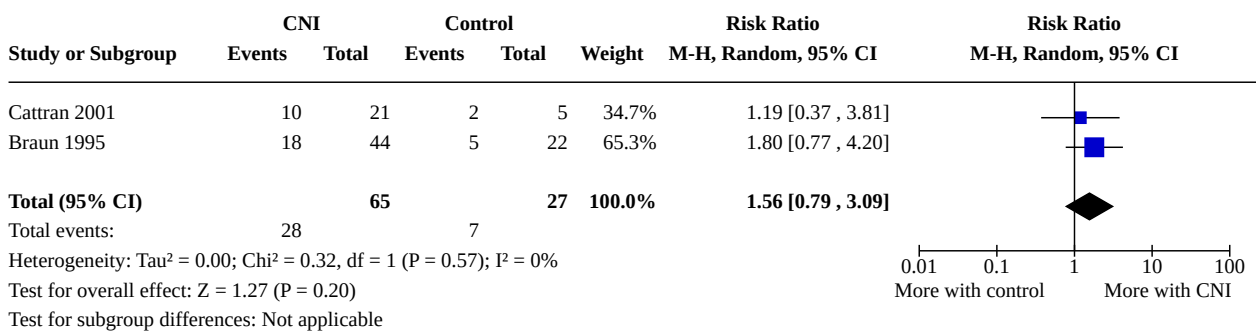 CNI Control Risk Ratio Risk Ratio
Study or Subgroup Events Total Events Total Weight M-H, Random, 95% CI M-H, Random, 95% CI
Cattran 2001 10 21 2 5 34.7% 1.19 [0.37 , 3.81]
Braun 1995 18 44 5 22 65.3% 1.80 [0.77 , 4.20]
Total (95% CI) 65 27 100.0% 1.56 [0.79 , 3.09]
Total events: 28 7
Heterogeneity: Tau² = 0.00; Chi² = 0.32, df = 1 (P = 0.57); I² = 0%
0.01 0.1 1 10 100
Test for overall effect: Z = 1.27 (P = 0.20) More with control More with CNI
Test for subgroup differences: Not applicable